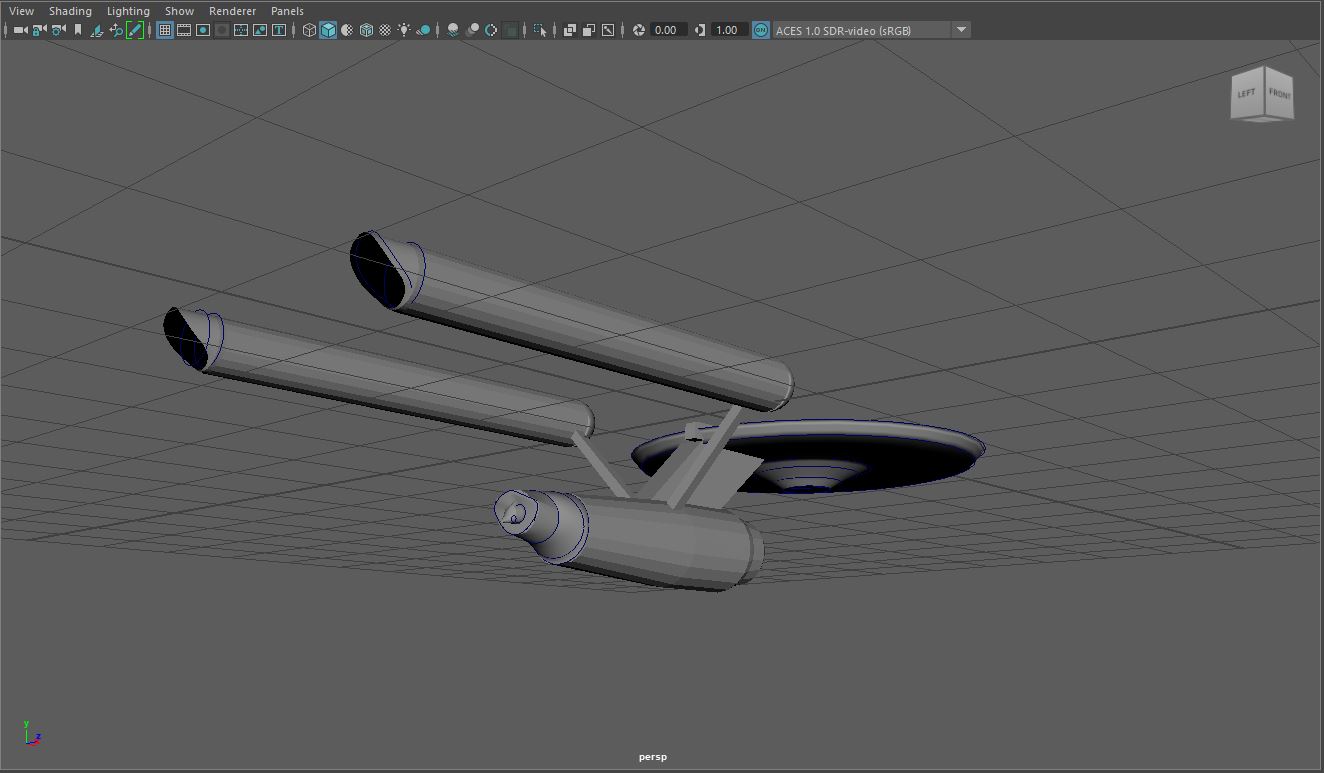 View Shading Lighting Show Renderer Panels
0.00 1.00 ON ACES 1.0 SDR-video (sRGB)
LEFT FRONT
y
z
persp